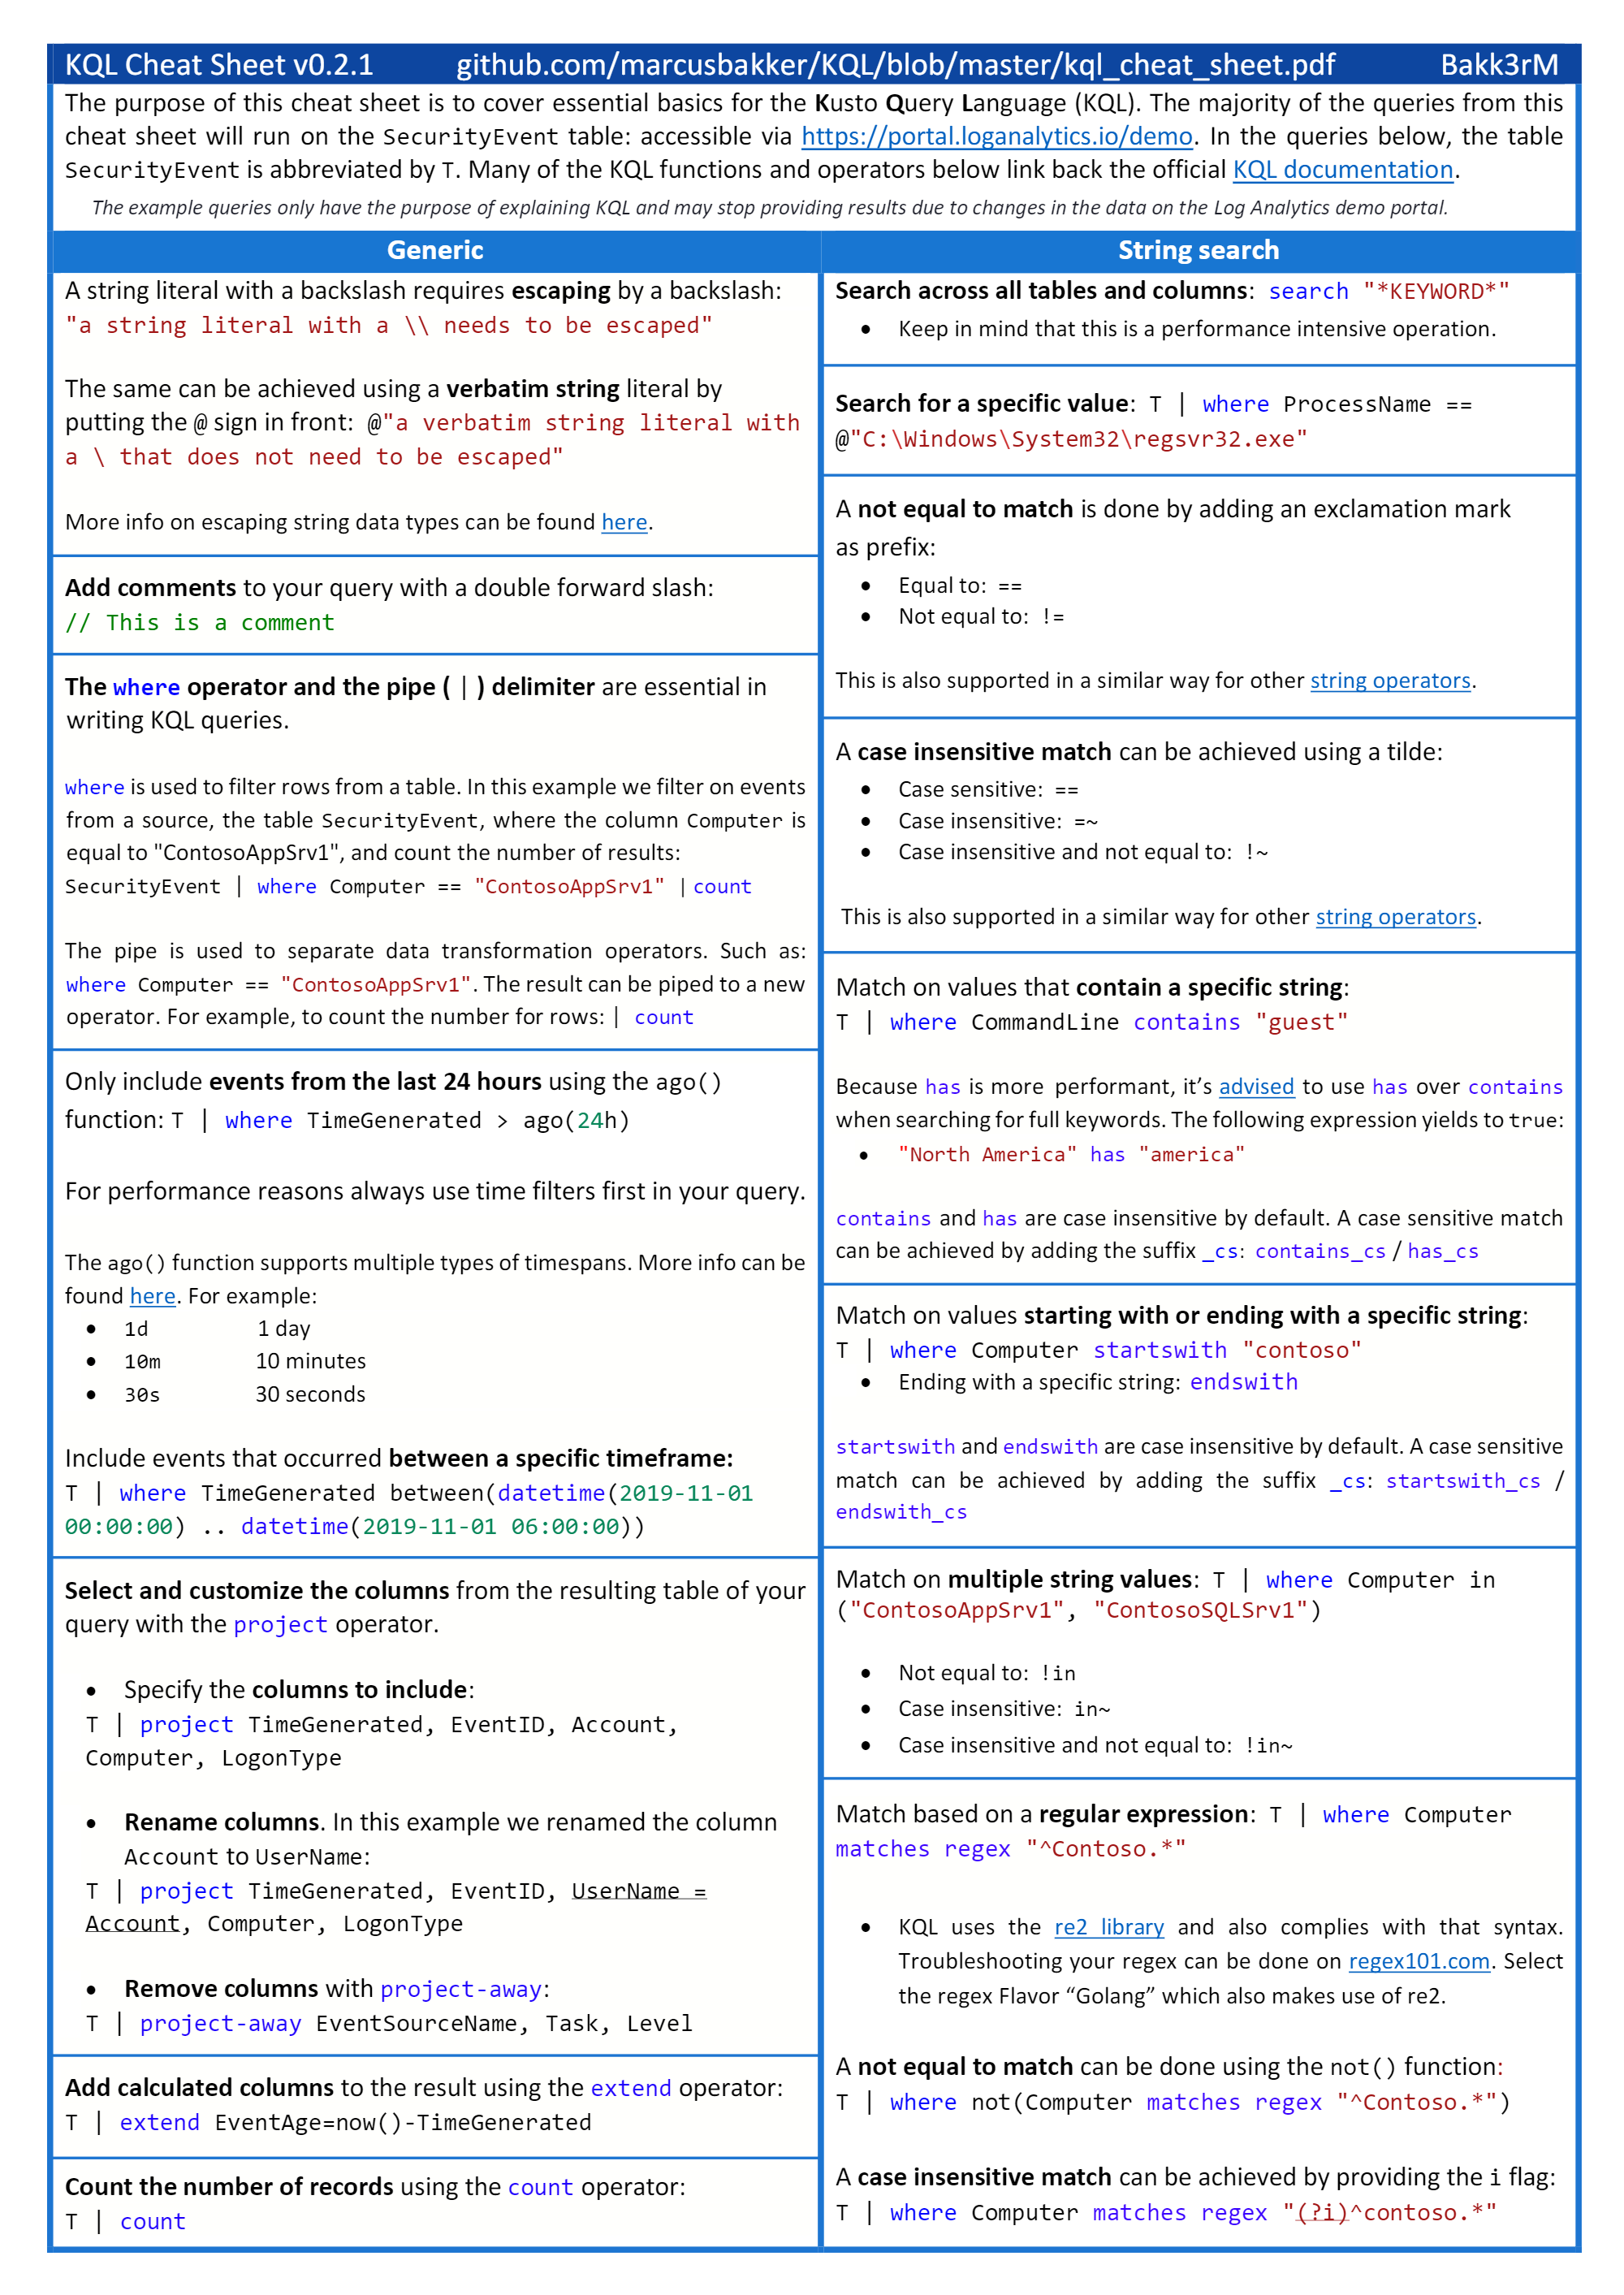 KQL Cheat Sheet v0.2.1 github.com/marcusbakker/KQL/blob/master/kql_cheat_sheet.pdf Bakk3rM
The purpose of this cheat sheet is to cover essential basics for the Kusto Query Language (KQL). The majority of the queries from this
cheat sheet will run on the SecurityEvent table: accessible via https://portal.loganalytics.io/demo. In the queries below, the table
SecurityEvent is abbreviated by T. Many of the KQL functions and operators below link back the official KQL documentation.
The example queries only have the purpose of explaining KQL and may stop providing results due to changes in the data on the Log Analytics demo portal.
Generic
A string literal with a backslash requires escaping by a backslash:
"a string literal with a \\ needs to be escaped"
The same can be achieved using a verbatim string literal by
putting the @ sign in front: @"a verbatim string literal with
a \ that does not need to be escaped"
More info on escaping string data types can be found here.
Add comments to your query with a double forward slash:
// This is a comment
The where operator and the pipe ( | ) delimiter are essential in
writing KQL queries.
where is used to filter rows from a table. In this example we filter on events
from a source, the table SecurityEvent, where the column Computer is
equal to "ContosoAppSrv1", and count the number of results:
SecurityEvent | where Computer == "ContosoAppSrv1" | count
The pipe is used to separate data transformation operators. Such as:
where Computer == "ContosoAppSrv1". The result can be piped to a new
operator. For example, to count the number for rows: | count
Only include events from the last 24 hours using the ago()
function: T | where TimeGenerated > ago(24h)
For performance reasons always use time filters first in your query.
The ago() function supports multiple types of timespans. More info can be
found here. For example:
• 1d 1 day
• 10m 10 minutes
• 30s 30 seconds
Include events that occurred between a specific timeframe:
T | where TimeGenerated between(datetime(2019-11-01
00:00:00) .. datetime(2019-11-01 06:00:00))
Select and customize the columns from the resulting table of your
query with the project operator.
• Specify the columns to include:
T | project TimeGenerated, EventID, Account,
Computer, LogonType
• Rename columns. In this example we renamed the column
Account to UserName:
T | project TimeGenerated, EventID, UserName =
Account, Computer, LogonType
• Remove columns with project-away:
T | project-away EventSourceName, Task, Level
Add calculated columns to the result using the extend operator:
T | extend EventAge=now()-TimeGenerated
Count the number of records using the count operator:
T | count
String search
Search across all tables and columns: search "*KEYWORD*"
• Keep in mind that this is a performance intensive operation.
Search for a specific value: T | where ProcessName ==
@"C:\Windows\System32\regsvr32.exe"
A not equal to match is done by adding an exclamation mark
as prefix:
• Equal to: ==
• Not equal to: !=
This is also supported in a similar way for other string operators.
A case insensitive match can be achieved using a tilde:
• Case sensitive: ==
• Case insensitive: =~
• Case insensitive and not equal to: !~
This is also supported in a similar way for other string operators.
Match on values that contain a specific string:
T | where CommandLine contains "guest"
Because has is more performant, it’s advised to use has over contains
when searching for full keywords. The following expression yields to true:
• "North America" has "america"
contains and has are case insensitive by default. A case sensitive match
can be achieved by adding the suffix _cs: contains_cs / has_cs
Match on values starting with or ending with a specific string:
T | where Computer startswith "contoso"
• Ending with a specific string: endswith
startswith and endswith are case insensitive by default. A case sensitive
match can be achieved by adding the suffix _cs: startswith_cs /
endswith_cs
Match on multiple string values: T | where Computer in
("ContosoAppSrv1", "ContosoSQLSrv1")
• Not equal to: !in
• Case insensitive: in~
• Case insensitive and not equal to: !in~
Match based on a regular expression: T | where Computer
matches regex "^Contoso.*"
• KQL uses the re2 library and also complies with that syntax.
Troubleshooting your regex can be done on regex101.com. Select
the regex Flavor “Golang” which also makes use of re2.
A not equal to match can be done using the not() function:
T | where not(Computer matches regex "^Contoso.*")
A case insensitive match can be achieved by providing the i flag:
T | where Computer matches regex "(?i)^contoso.*"